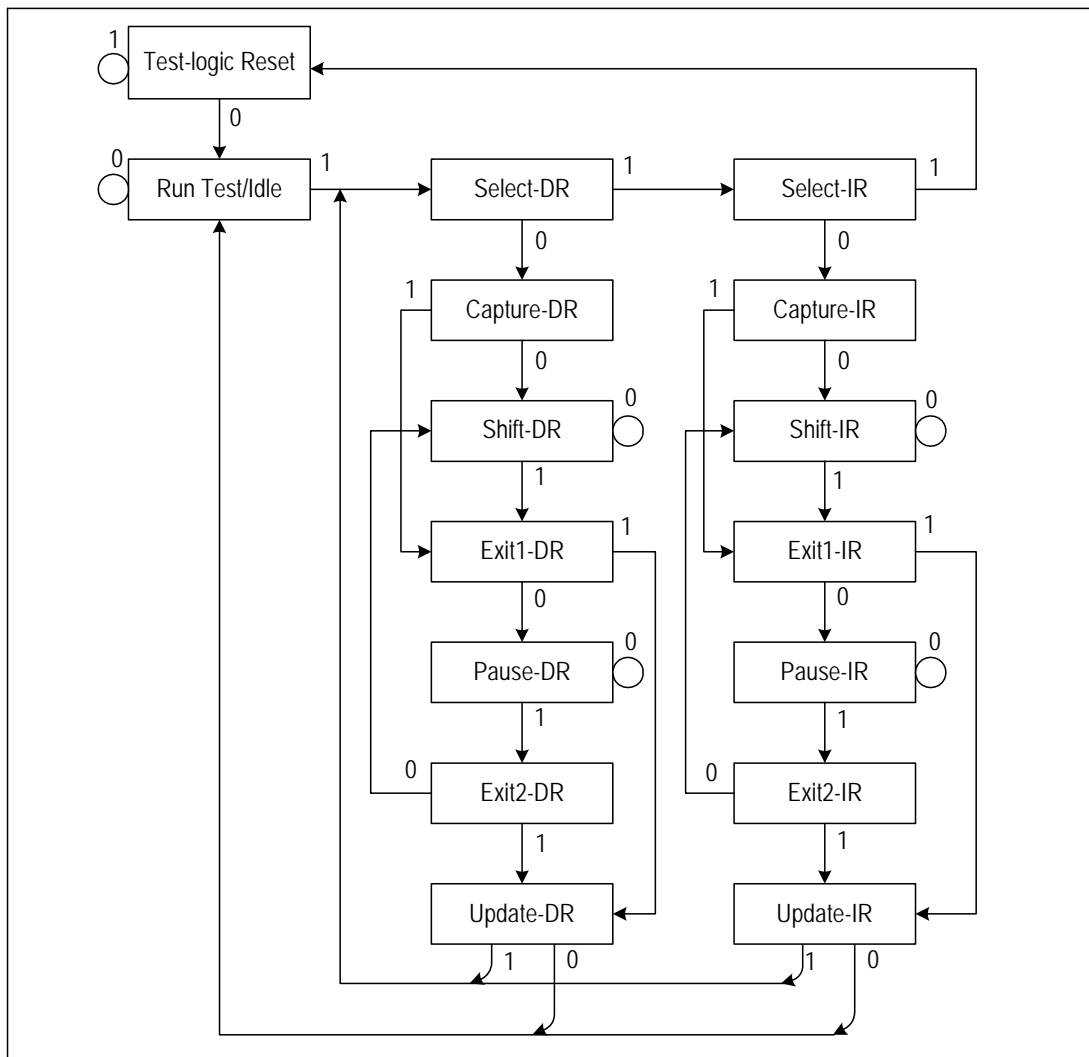 1
Test-logic Reset
0
0
Run Test/Idle
1
Select-DR
1
Select-IR
1
0
0
1
Capture-DR
1
Capture-IR
0
0
Shift-DR
0
Shift-IR
0
1
1
Exit1-DR
1
Exit1-IR
1
0
0
Pause-DR
0
Pause-IR
0
1
1
0
Exit2-DR
0
Exit2-IR
1
1
Update-DR
Update-IR
1
0
1
0